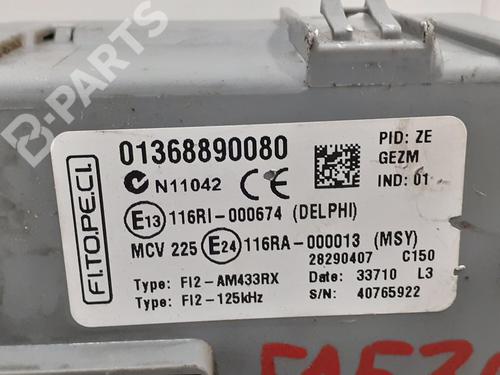 B-PARTS
FI.TO.PE.CI.
01368890080
PID: ZE
GEZM
IND: 01
N11042 CE
E13 116RI-000674 (DELPHI)
MCV 225 E24 116RA-000013 (MSY)
28290407 C150
Type: FI2-AM433RX Date: 33710 L3
Type: FI2-125kHz S/N: 40765922
B-PARTS